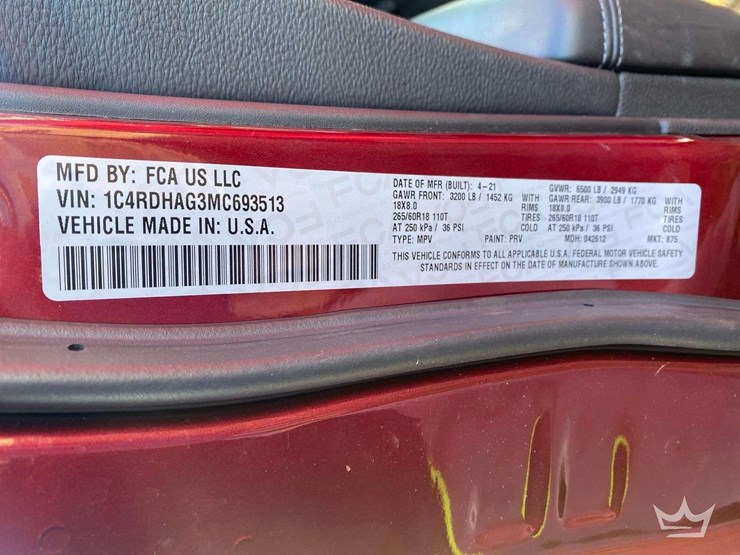 MFD BY: FCA US LLC
VIN: 1C4RDHAG3MC693513
VEHICLE MADE IN: U.S.A.
DATE OF MFR (BUILT): 4-21 GVWR: 6500 LB / 2949 KG
GAWR FRONT: 3200 LB / 1452 KG WITH GAWR REAR: 3900 LB / 1770 KG WITH
18X8.0 RIMS 18X8.0 RIMS
265/60R18 110T TIRES 265/60R18 110T TIRES
AT 250 kPa / 36 PSI COLD AT 250 kPa / 36 PSI COLD
TYPE: MPV PAINT: PRV MDH: 042612 MKT: 875
THIS VEHICLE CONFORMS TO ALL APPLICABLE U.S.A. FEDERAL MOTOR VEHICLE SAFETY
STANDARDS IN EFFECT ON THE DATE OF MANUFACTURE SHOWN ABOVE.